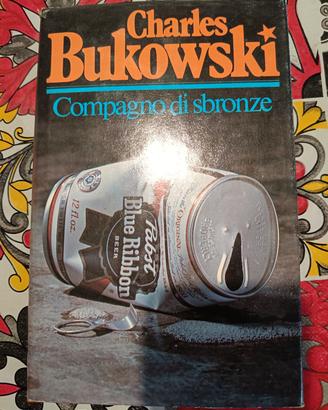 Charles
Bukowski
Compagno di sbronze
12 fl. oz.
Pabst
Blue Ribbon
BEER